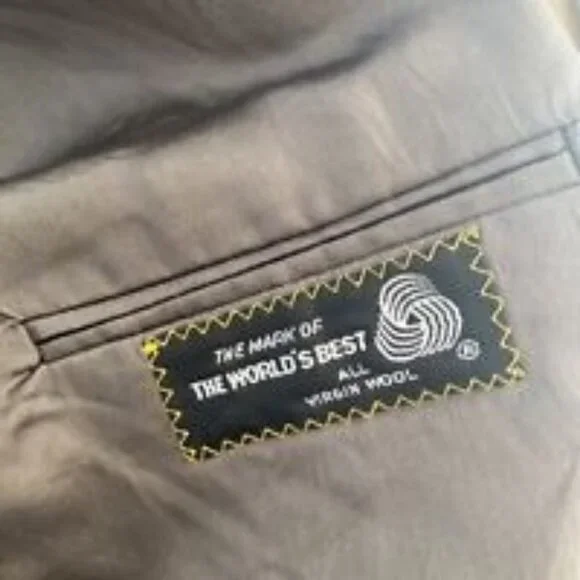 THE MARK OF
THE WORLD'S BEST
ALL
VIRGIN WOOL
®